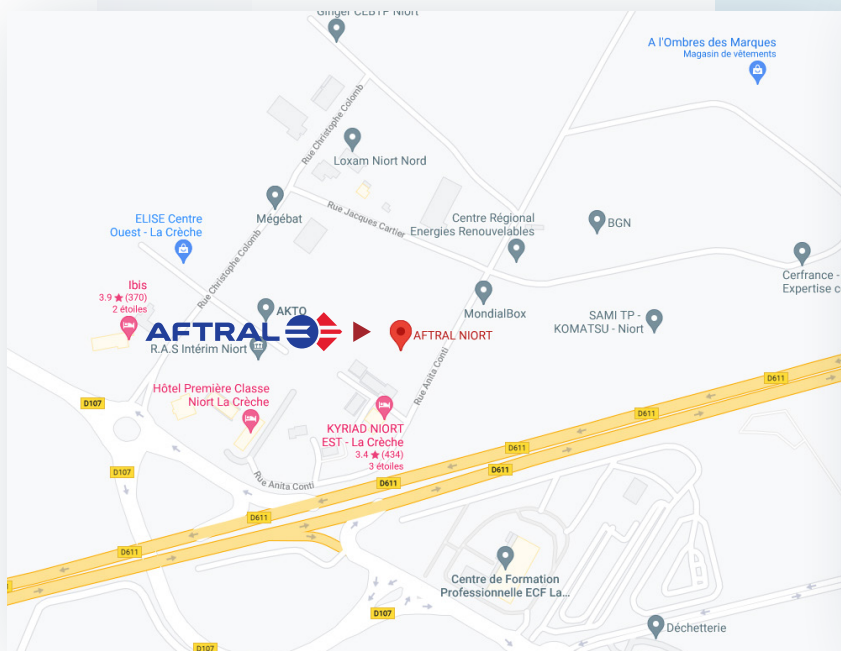 Ginger CEBTP Niort
A l'Ombres des Marques
Magasin de vêtements
Rue Christophe Colomb
Loxam Niort Nord
Mégébat
Rue Jacques Cartier
Centre Régional
Energies Renouvelables
BGN
ELISE Centre
Ouest - La Crèche
Rue Christophe Colomb
Cerfrance -
Expertise c
Ibis
3.9 ★ (370)
2 étoiles
AKTO
MondialBox
SAMI TP -
KOMATSU - Niort
AFTRAL
AFTRAL NIORT
R.A.S Intérim Niort
Rue Anita Conti
Hôtel Première Classe
Niort La Crèche
D611
D107
D611
KYRIAD NIORT
EST - La Crèche
3.4 ★ (434)
3 étoiles
D611
D107
D611
Rue Anita Conti
D611
D611
D611
Centre de Formation
Professionnelle ECF La...
D107
Déchetterie
D107